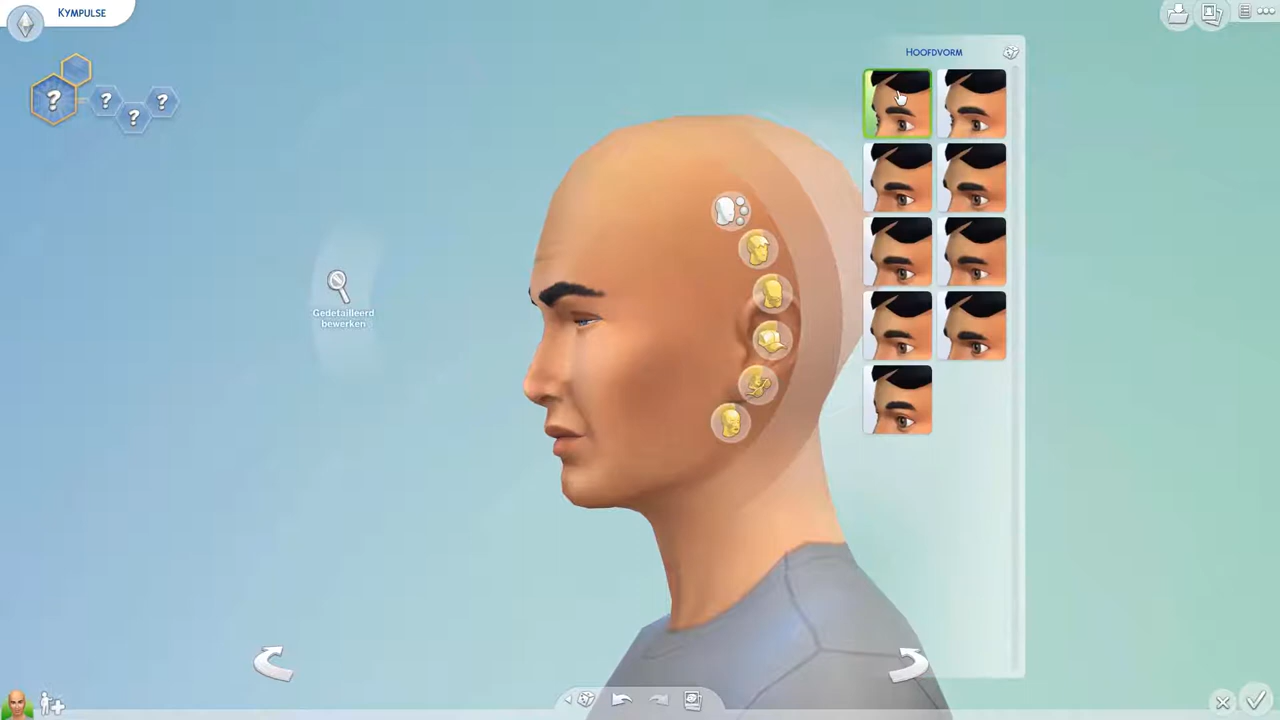 Kympulse
Hoofdvorm
?
?
?
?
Gedetailleerd
bewerken